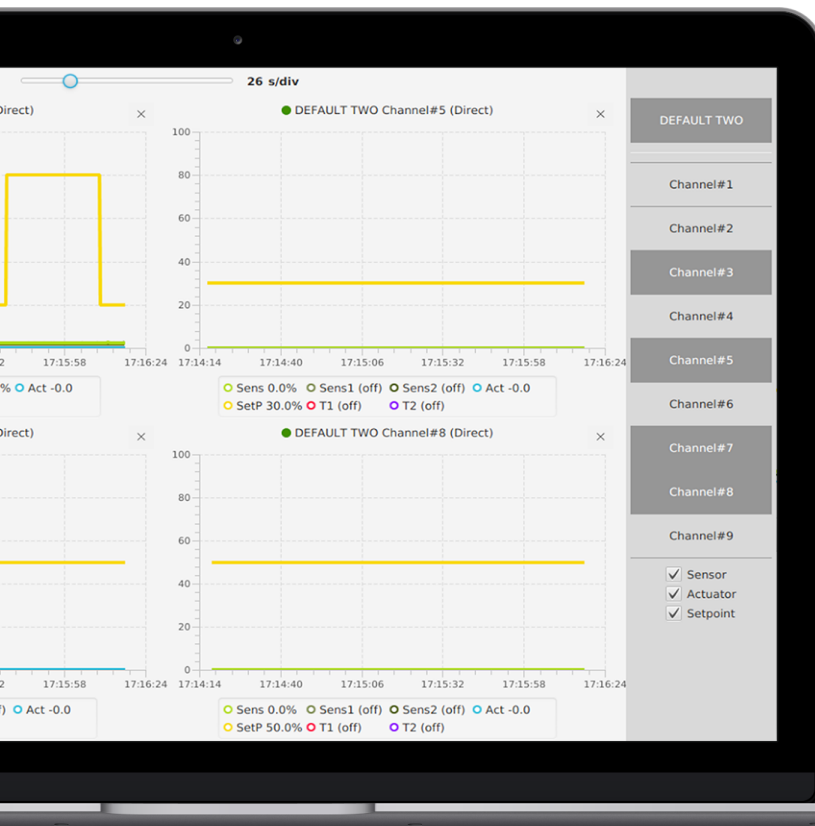 26 s/div
Direct)
×
DEFAULT TWO Channel#5 (Direct)
×
100
80
60
40
20
0
2 17:15:58 17:16:24
17:14:14 17:14:40 17:15:06 17:15:32 17:15:58 17:16:24
% Act -0.0
Sens 0.0% Sens1 (off) Sens2 (off) Act -0.0
SetP 30.0% T1 (off) T2 (off)
Direct)
×
DEFAULT TWO Channel#8 (Direct)
×
100
80
60
40
20
0
2 17:15:58 17:16:24
17:14:14 17:14:40 17:15:06 17:15:32 17:15:58 17:16:24
) Act -0.0
Sens 0.0% Sens1 (off) Sens2 (off) Act -0.0
SetP 50.0% T1 (off) T2 (off)
DEFAULT TWO
Channel#1
Channel#2
Channel#3
Channel#4
Channel#5
Channel#6
Channel#7
Channel#8
Channel#9
Sensor
Actuator
Setpoint